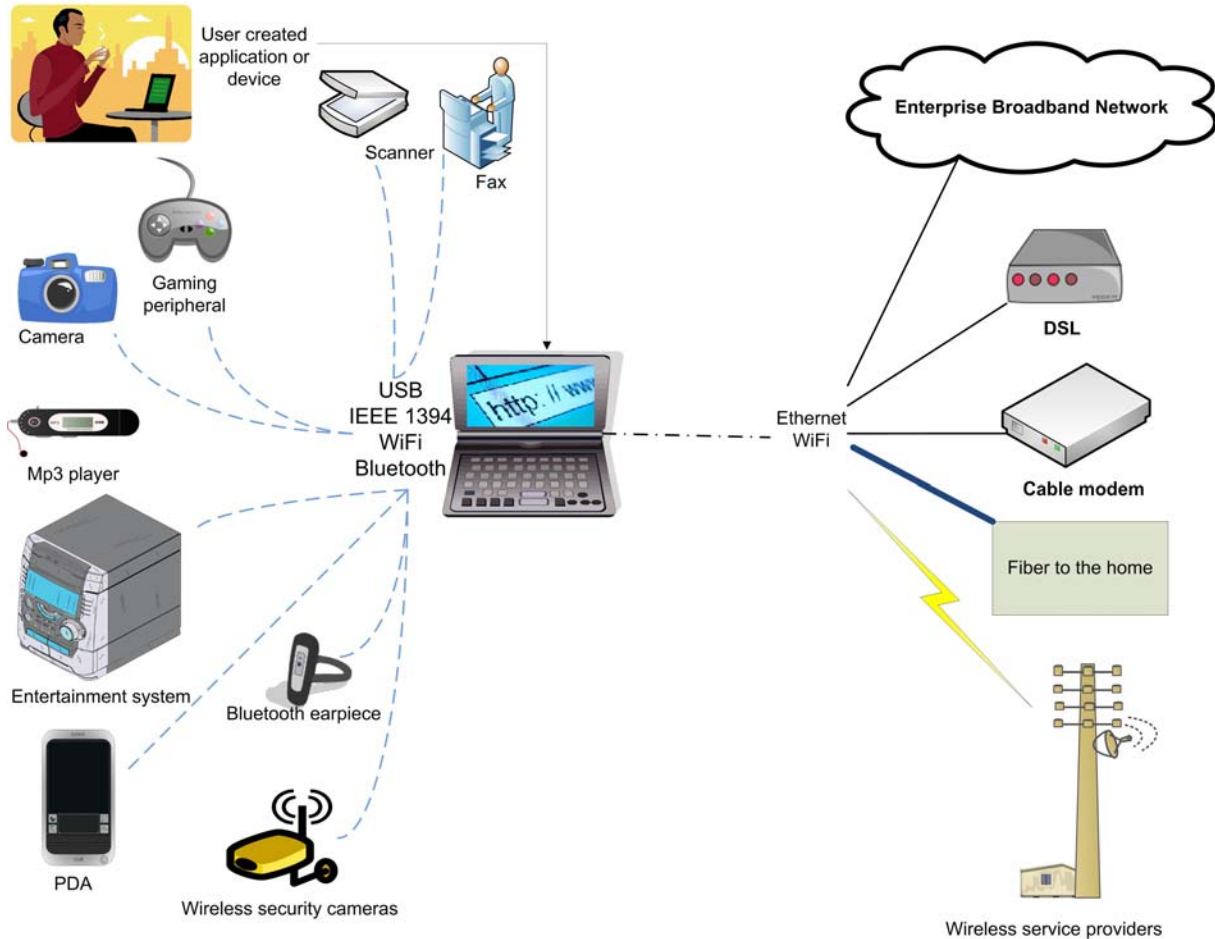 User created
application or
device
Scanner
Fax
Gaming
peripheral
Camera
Mp3 player
Entertainment system
Bluetooth earpiece
PDA
Wireless security cameras
USB
IEEE 1394
WiFi
Bluetooth
http: // www
Ethernet
WiFi
Enterprise Broadband Network
DSL
Cable modem
Fiber to the home
Wireless service providers